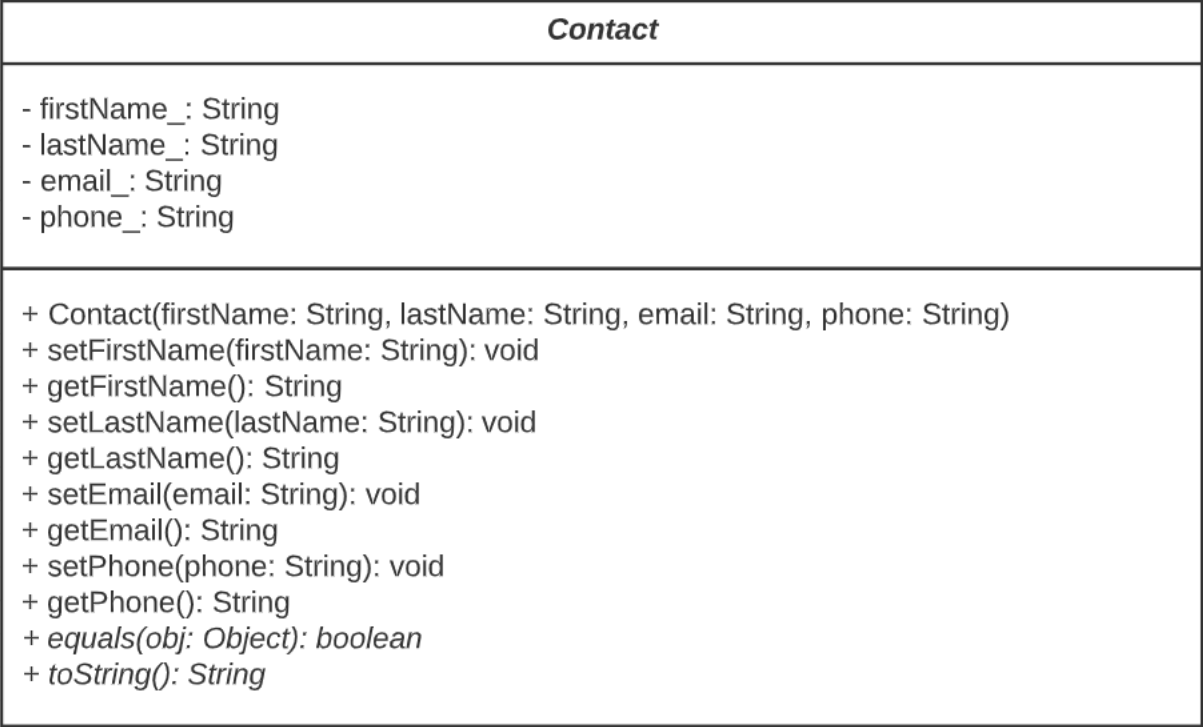 Contact
- firstName_: String
- lastName_: String
- email_: String
- phone_: String
+ Contact(firstName: String, lastName: String, email: String, phone: String)
+ setFirstName(firstName: String): void
+ getFirstName(): String
+ setLastName(lastName: String): void
+ getLastName(): String
+ setEmail(email: String): void
+ getEmail(): String
+ setPhone(phone: String): void
+ getPhone(): String
+ equals(obj: Object): boolean
+ toString(): String